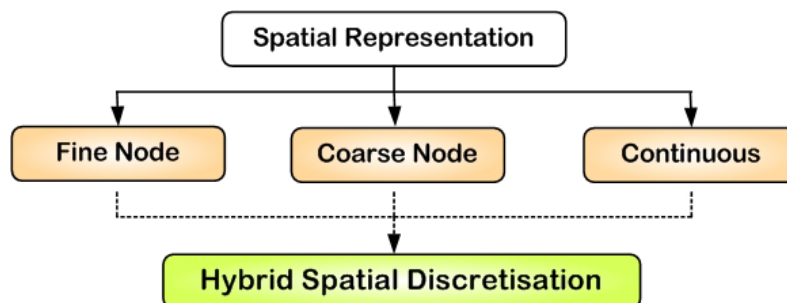 Spatial Representation
Fine Node
Coarse Node
Continuous
Hybrid Spatial Discretisation